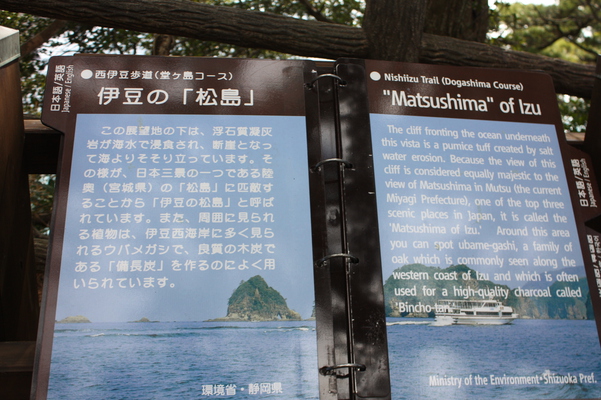 日本語/英語
Japanese / English
● 西伊豆歩道(堂ヶ島コース)
伊豆の「松島」
この展望地の下は、浮石質凝灰
岩が海水で浸食され、断崖となっ
て海よりそそり立っています。そ
の様が、日本三景の一つである陸
奥(宮城県)の「松島」に匹敵す
ることから「伊豆の松島」と呼ば
れています。また、周囲に見られ
る植物は、伊豆西海岸に多く見ら
れるウバメガシで、良質の木炭で
ある「備長炭」を作るのによく用
いられています。
環境省・静岡県
● Nishiizu Trail (Dogashima Course)
"Matsushima" of Izu
The cliff fronting the ocean underneath
this vista is a pumice tuff created by salt
water erosion. Because the view of this
cliff is considered equally majestic to the
view of Matsushima in Mutsu (the current
Miyagi Prefecture), one of the top three
scenic places in Japan, it is called the
'Matsushima of Izu.' Around this area
you can spot ubame-gashi, a family of
oak which is commonly seen along the
western coast of Izu and which is often
used for a high-quality charcoal called
Bincho-tan.
Ministry of the Environment・Shizuoka Pref.
日本語/英語
Japanese / English